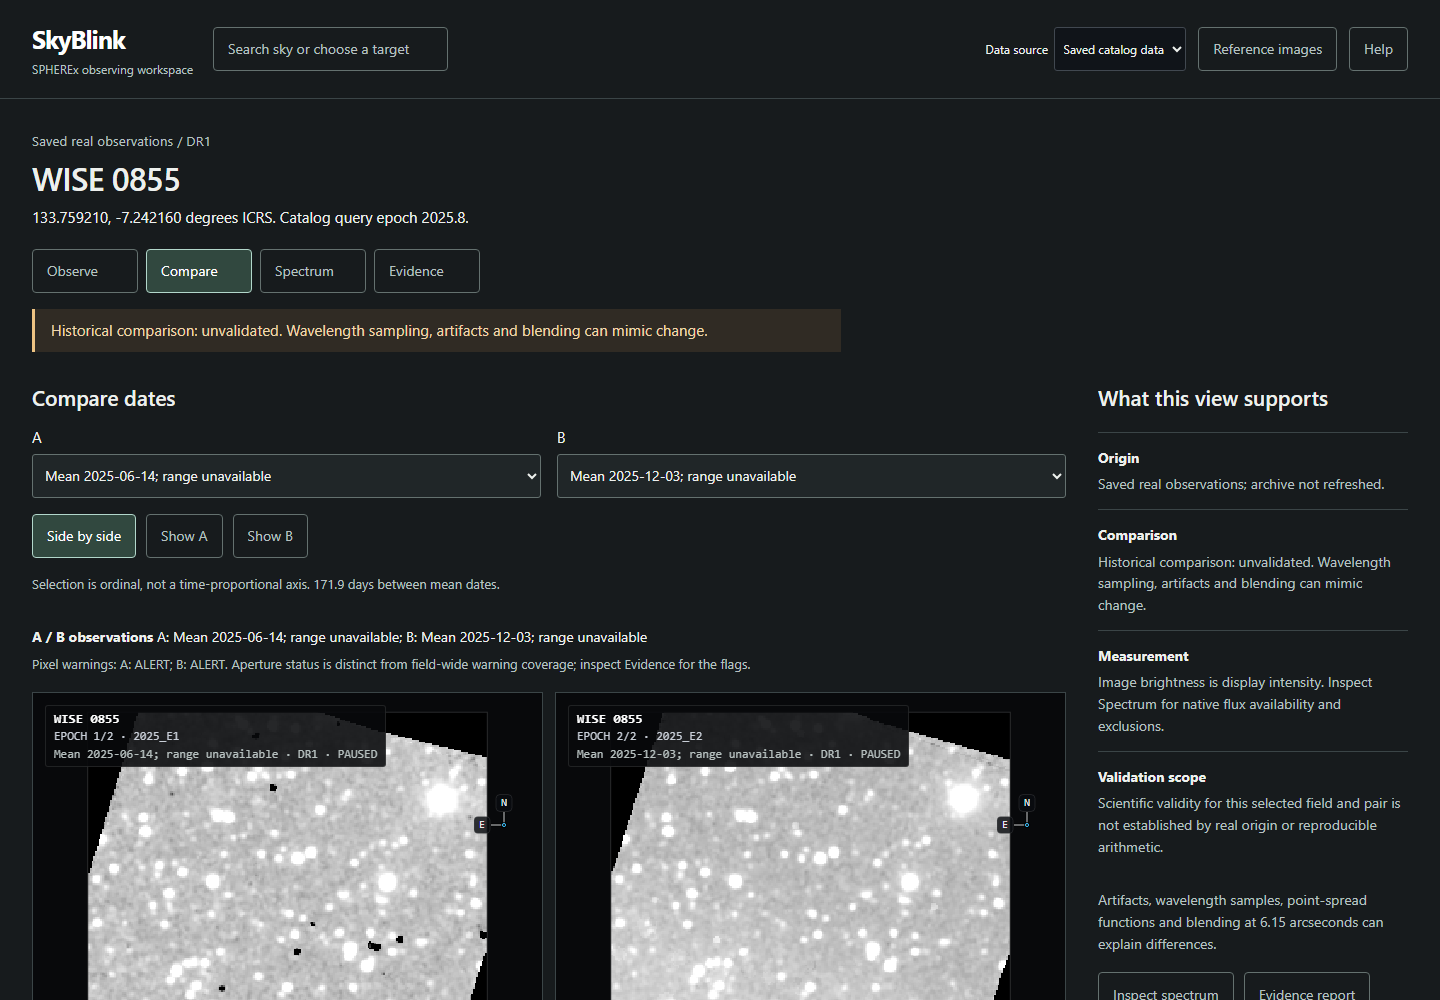 SkyBlink
SPHEREx observing workspace
Search sky or choose a target
Data source
Saved catalog data
Reference images
Help
Saved real observations / DR1
WISE 0855
133.759210, -7.242160 degrees ICRS. Catalog query epoch 2025.8.
Observe
Compare
Spectrum
Evidence
Historical comparison: unvalidated. Wavelength sampling, artifacts and blending can mimic change.
Compare dates
A
B
Mean 2025-06-14; range unavailable
Mean 2025-12-03; range unavailable
Side by side
Show A
Show B
Selection is ordinal, not a time-proportional axis. 171.9 days between mean dates.
A / B observations A: Mean 2025-06-14; range unavailable; B: Mean 2025-12-03; range unavailable
Pixel warnings: A: ALERT; B: ALERT. Aperture status is distinct from field-wide warning coverage; inspect Evidence for the flags.
WISE 0855
EPOCH 1/2 · 2025_E1
Mean 2025-06-14; range unavailable · DR1 · PAUSED
N
E
WISE 0855
EPOCH 2/2 · 2025_E2
Mean 2025-12-03; range unavailable · DR1 · PAUSED
N
E
What this view supports
Origin
Saved real observations; archive not refreshed.
Comparison
Historical comparison: unvalidated. Wavelength
sampling, artifacts and blending can mimic
change.
Measurement
Image brightness is display intensity. Inspect
Spectrum for native flux availability and
exclusions.
Validation scope
Scientific validity for this selected field and pair is
not established by real origin or reproducible
arithmetic.
Artifacts, wavelength samples, point-spread
functions and blending at 6.15 arcseconds can
explain differences.
Inspect spectrum
Evidence report